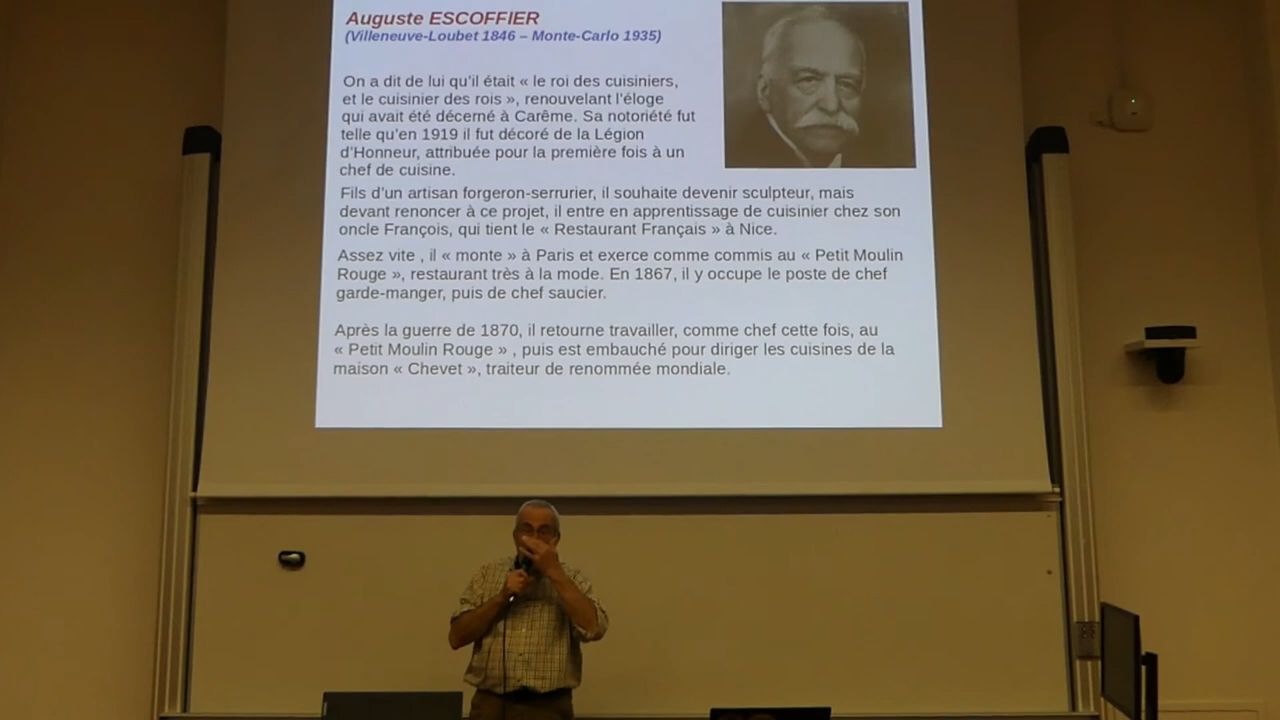 Auguste ESCOFFIER
(Villeneuve-Loubet 1846 – Monte-Carlo 1935)
On a dit de lui qu'il était « le roi des cuisiniers,
et le cuisinier des rois », renouvelant l'éloge
qui avait été décerné à Carême. Sa notoriété fut
telle qu'en 1919 il fut décoré de la Légion
d'Honneur, attribuée pour la première fois à un
chef de cuisine.
Fils d'un artisan forgeron-serrurier, il souhaite devenir sculpteur, mais
devant renoncer à ce projet, il entre en apprentissage de cuisinier chez son
oncle François, qui tient le « Restaurant Français » à Nice.
Assez vite , il « monte » à Paris et exerce comme commis au « Petit Moulin
Rouge », restaurant très à la mode. En 1867, il y occupe le poste de chef
garde-manger, puis de chef saucier.
Après la guerre de 1870, il retourne travailler, comme chef cette fois, au
« Petit Moulin Rouge » , puis est embauché pour diriger les cuisines de la
maison « Chevet », traiteur de renommée mondiale.